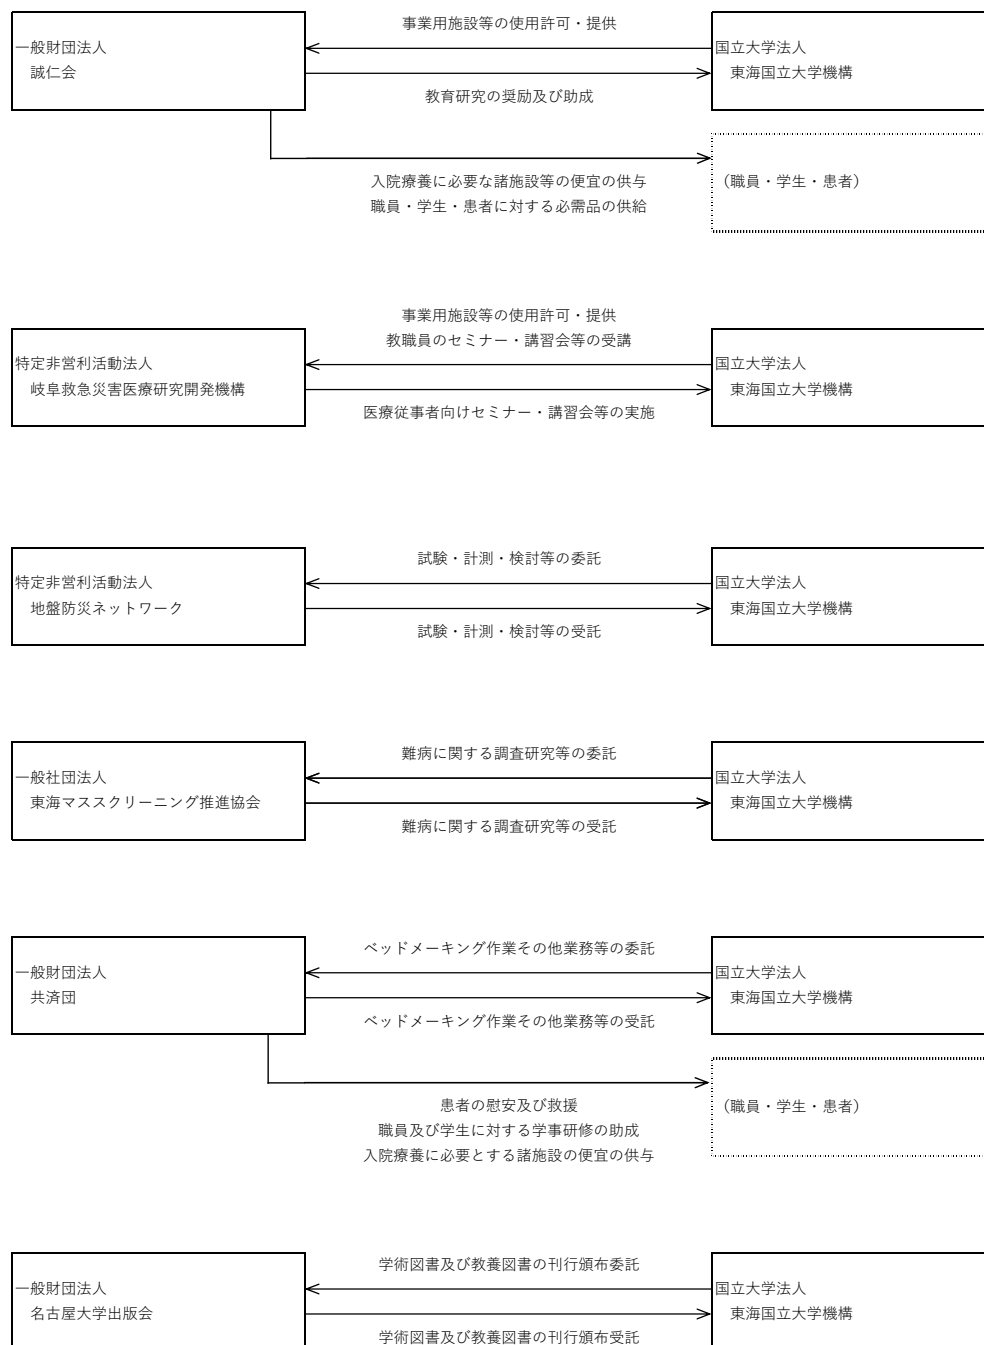 事業用施設等の使用許可・提供
一般財団法人
誠仁会
国立大学法人
東海国立大学機構
教育研究の奨励及び助成
入院療養に必要な諸施設等の便宜の供与
職員・学生・患者に対する必需品の供給
（職員・学生・患者）
事業用施設等の使用許可・提供
教職員のセミナー・講習会等の受講
特定非営利活動法人
岐阜救急災害医療研究開発機構
国立大学法人
東海国立大学機構
医療従事者向けセミナー・講習会等の実施
試験・計測・検討等の委託
特定非営利活動法人
地盤防災ネットワーク
国立大学法人
東海国立大学機構
試験・計測・検討等の受託
難病に関する調査研究等の委託
一般社団法人
東海マススクリーニング推進協会
国立大学法人
東海国立大学機構
難病に関する調査研究等の受託
ベッドメーキング作業その他業務等の委託
一般財団法人
共済団
国立大学法人
東海国立大学機構
ベッドメーキング作業その他業務等の受託
患者の慰安及び救援
職員及び学生に対する学事研修の助成
入院療養に必要とする諸施設の便宜の供与
（職員・学生・患者）
学術図書及び教養図書の刊行頒布委託
一般財団法人
名古屋大学出版会
国立大学法人
東海国立大学機構
学術図書及び教養図書の刊行頒布受託